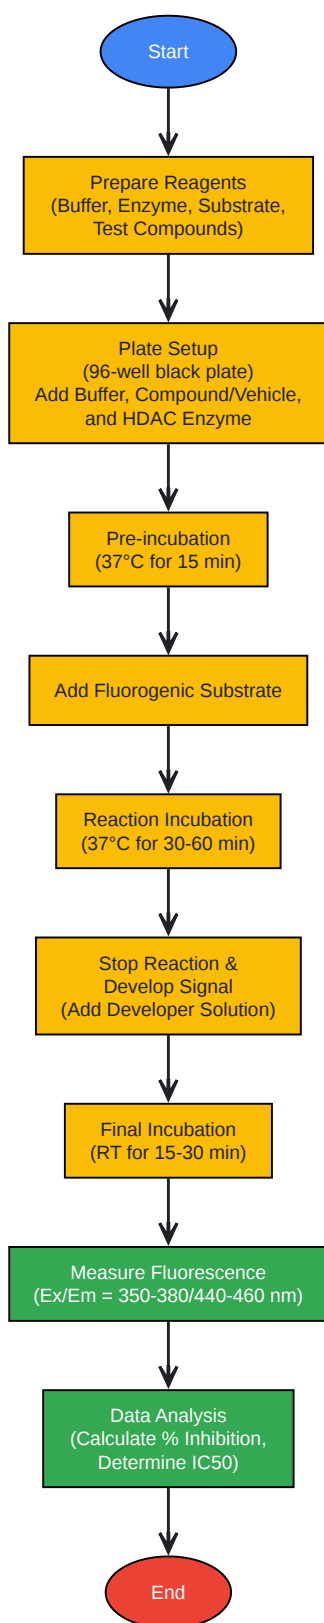 Start
Prepare Reagents
(Buffer, Enzyme, Substrate,
Test Compounds)
Plate Setup
(96-well black plate)
Add Buffer, Compound/Vehicle,
and HDAC Enzyme
Pre-incubation
(37°C for 15 min)
Add Fluorogenic Substrate
Reaction Incubation
(37°C for 30-60 min)
Stop Reaction &
Develop Signal
(Add Developer Solution)
Final Incubation
(RT for 15-30 min)
Measure Fluorescence
(Ex/Em = 350-380/440-460 nm)
Data Analysis
(Calculate % Inhibition,
Determine IC50)
End